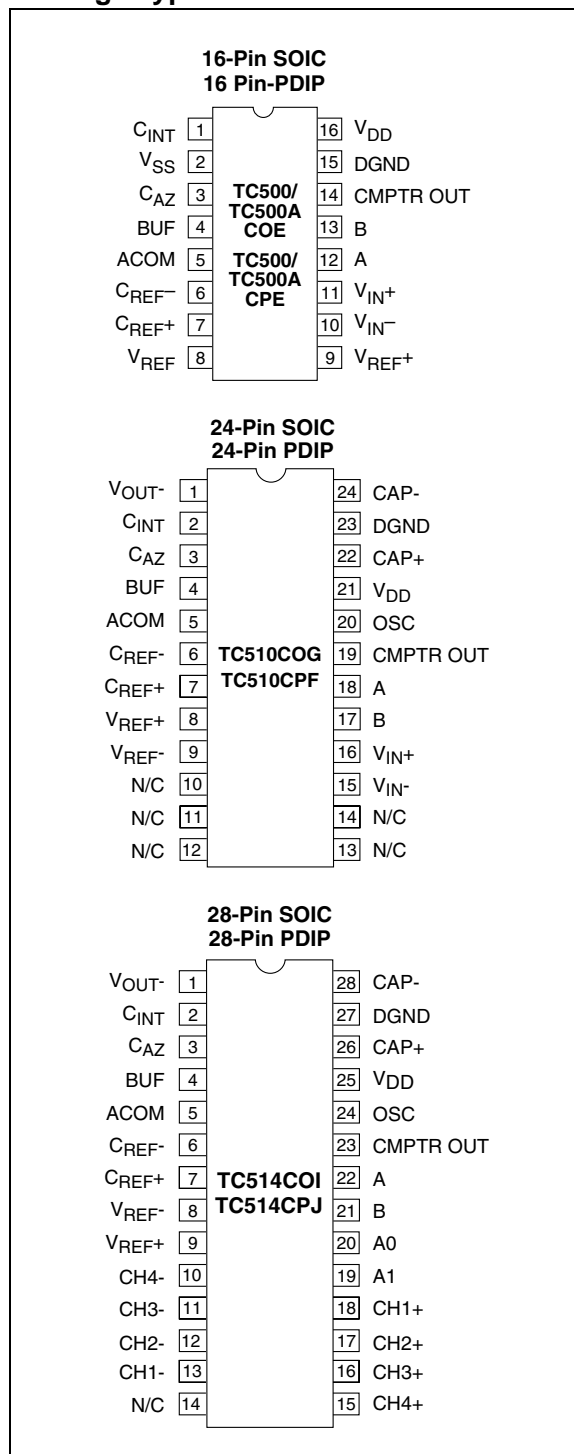 16-Pin SOIC
16 Pin-PDIP
CINT 1 16 VDD
VSS 2 15 DGND
CAZ 3 TC500/ 14 CMPTR OUT
TC500A
BUF 4 COE 13 B
ACOM 5 TC500/ 12 A
TC500A
CREF– 6 CPE 11 VIN+
CREF+ 7 10 VIN–
VREF 8 9 VREF+
24-Pin SOIC
24-Pin PDIP
VOUT- 1 24 CAP-
CINT 2 23 DGND
CAZ 3 22 CAP+
BUF 4 21 VDD
ACOM 5 20 OSC
CREF- 6 TC510COG 19 CMPTR OUT
CREF+ 7 TC510CPF 18 A
VREF+ 8 17 B
VREF- 9 16 VIN+
N/C 10 15 VIN-
N/C 11 14 N/C
N/C 12 13 N/C
28-Pin SOIC
28-Pin PDIP
VOUT- 1 28 CAP-
CINT 2 27 DGND
CAZ 3 26 CAP+
BUF 4 25 VDD
ACOM 5 24 OSC
CREF- 6 23 CMPTR OUT
CREF+ 7 TC514COI 22 A
VREF- 8 TC514CPJ 21 B
VREF+ 9 20 A0
CH4- 10 19 A1
CH3- 11 18 CH1+
CH2- 12 17 CH2+
CH1- 13 16 CH3+
N/C 14 15 CH4+